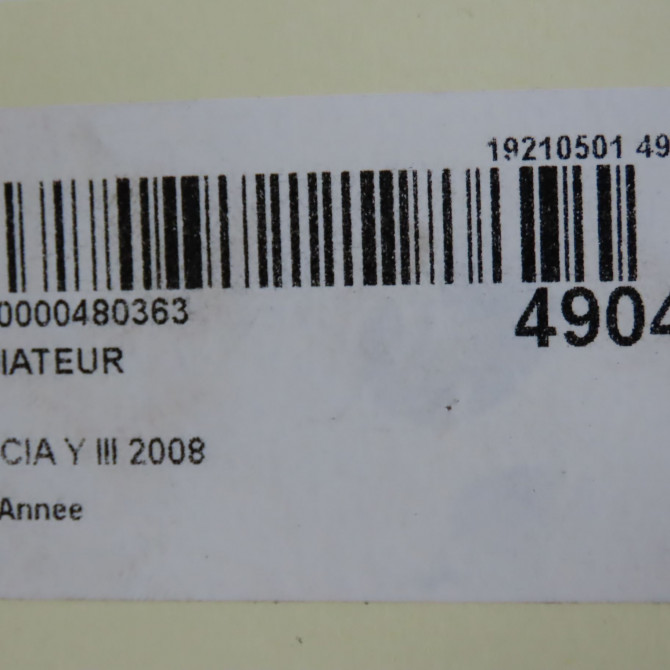 19210501 49
0000480363
4904
IATEUR
CIA Y III 2008
Annee